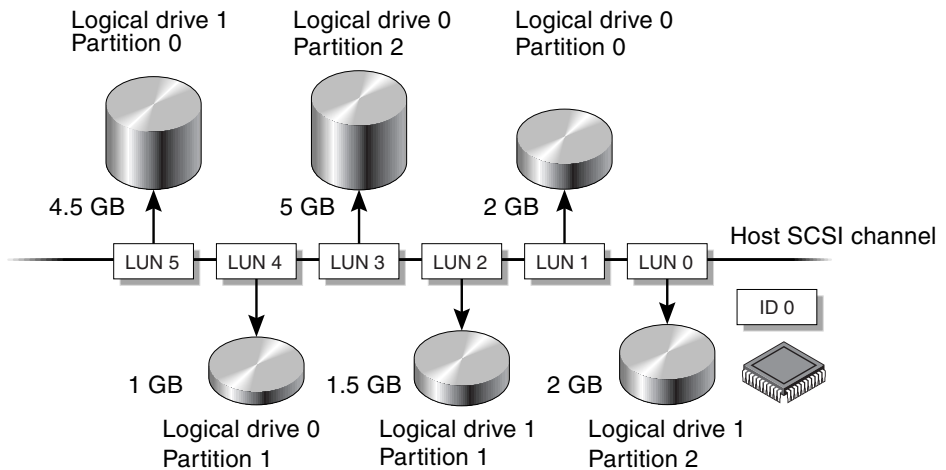 Logical drive 1
Partition 0
Logical drive 0
Partition 2
Logical drive 0
Partition 0
4.5 GB
5 GB
2 GB
Host SCSI channel
LUN 5
LUN 4
LUN 3
LUN 2
LUN 1
LUN 0
ID 0
1 GB
1.5 GB
2 GB
Logical drive 0
Partition 1
Logical drive 1
Partition 1
Logical drive 1
Partition 2